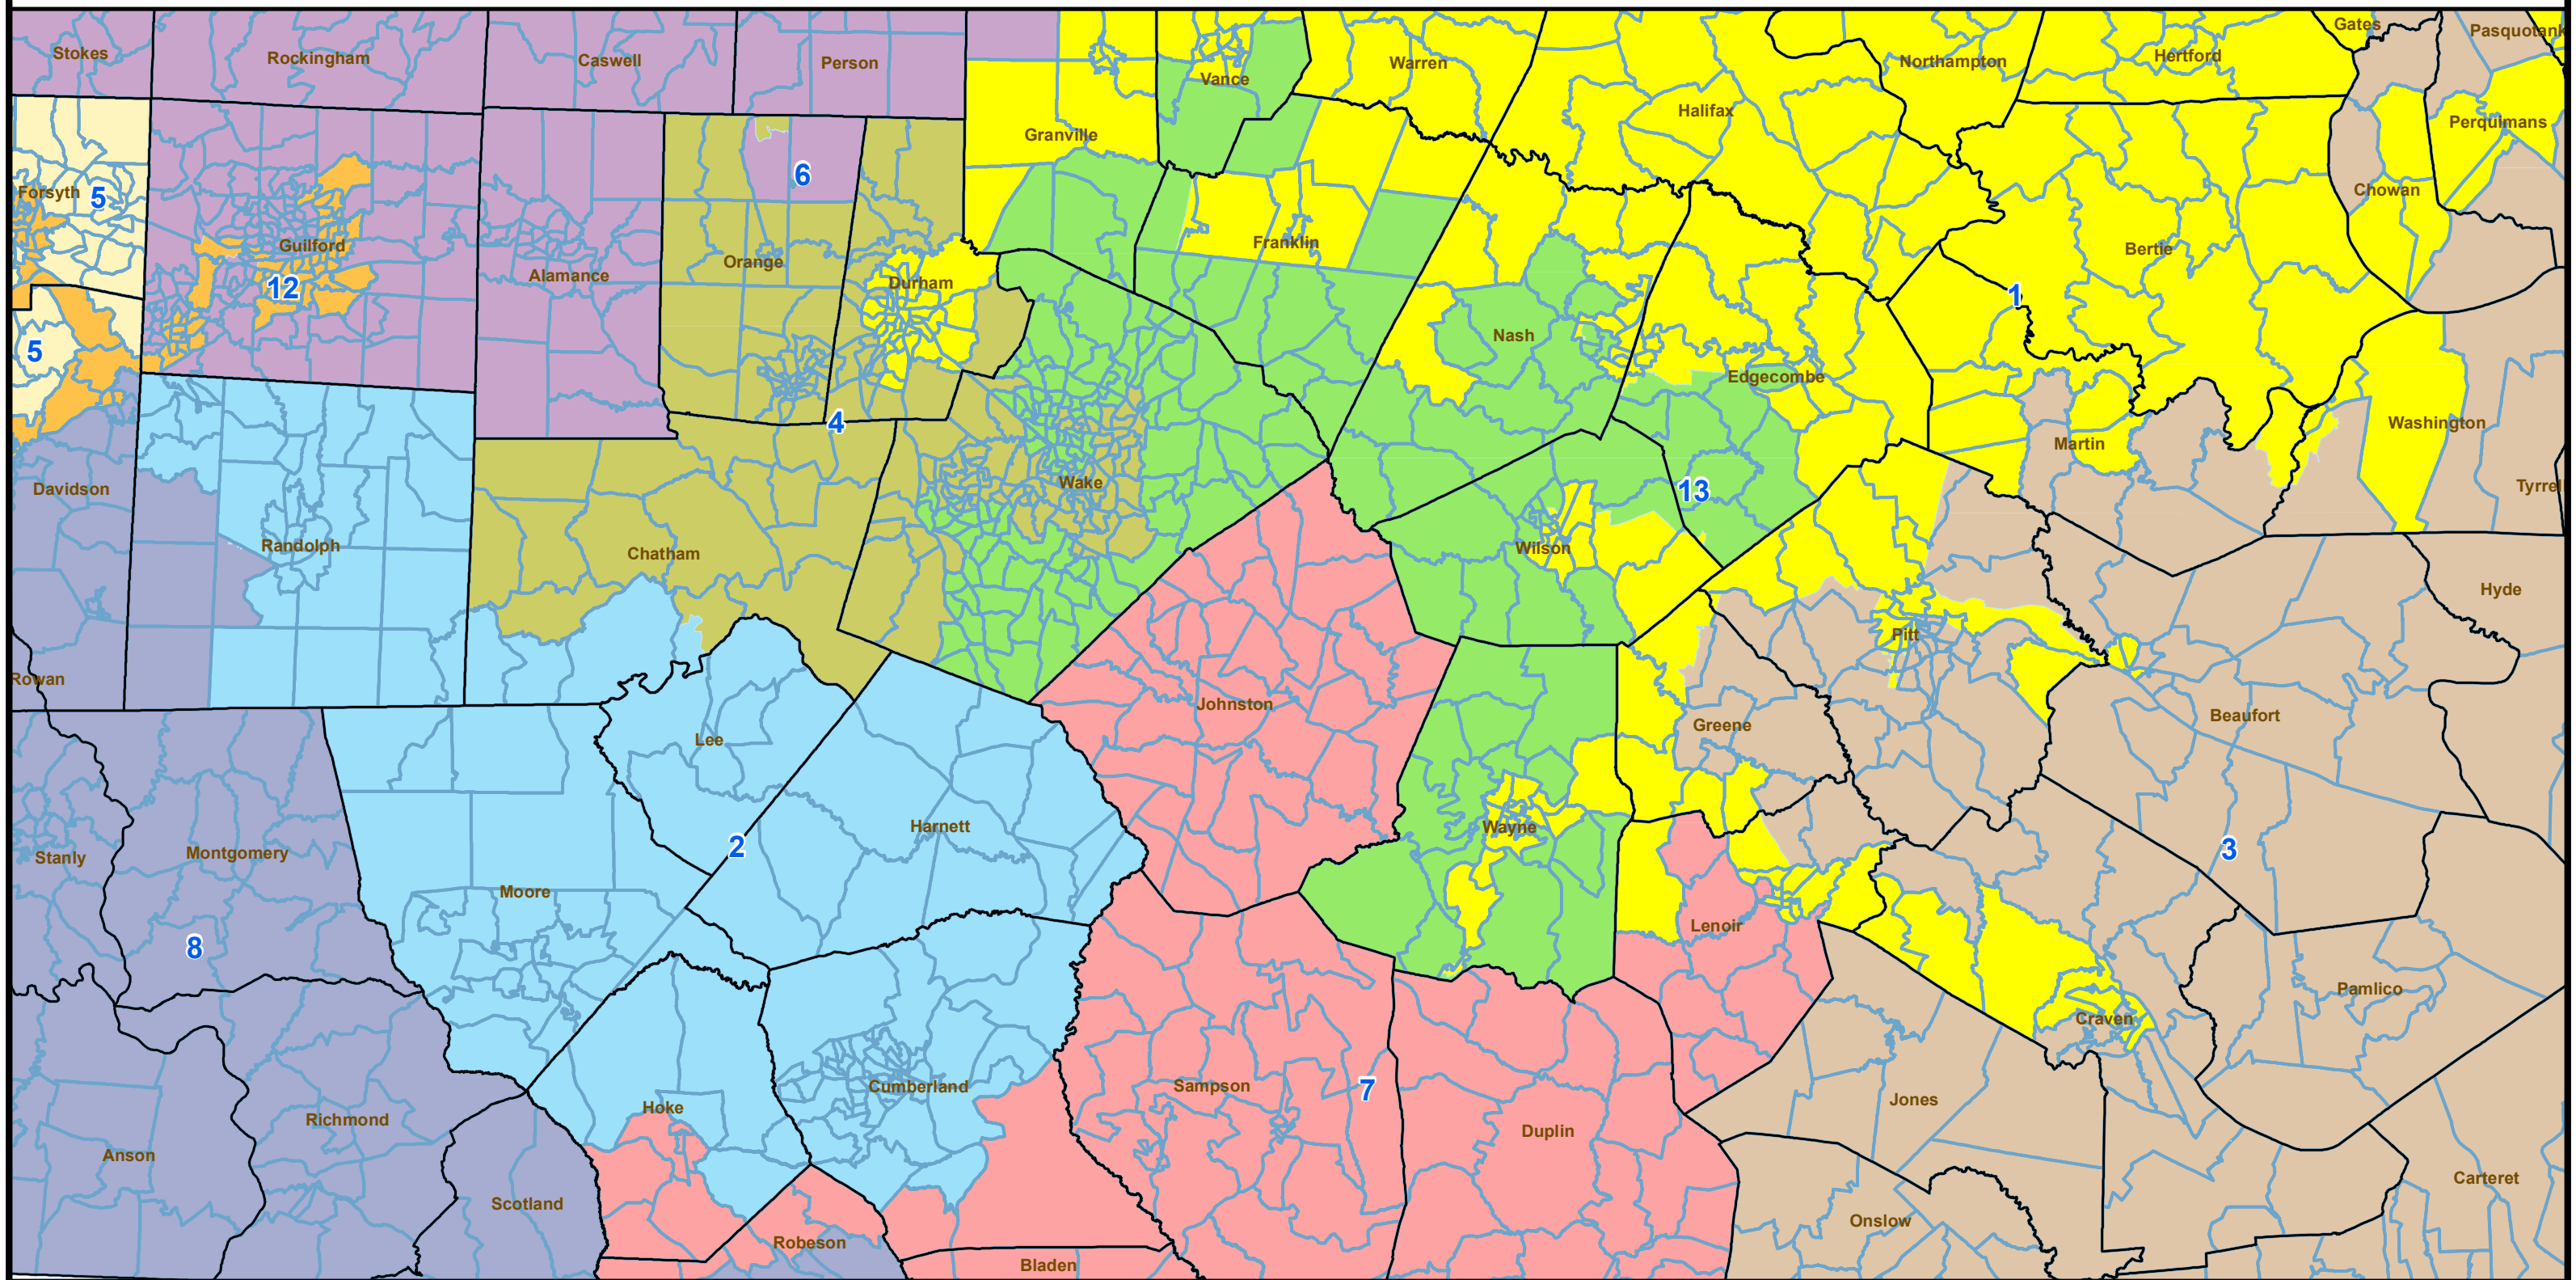 Stokes
Rockingham
Caswell
Person
Vance
Warren
Northampton
Hertford
Gates
Pasquotank
Granville
Halifax
Perquimans
Forsyth
5
6
Chowan
Guilford
12
Alamance
Orange
Durham
Franklin
Bertie
1
5
Nash
Edgecombe
4
Washington
Martin
Davidson
Wake
13
Tyrrel
Randolph
Chatham
Wilson
Hyde
Rowan
Pitt
Johnston
Greene
Beaufort
Lee
Stanly
Montgomery
2
Harnett
Wayne
3
Moore
8
Lenoir
Pamlico
Craven
Cumberland
Sampson
7
Hoke
Jones
Richmond
Duplin
Anson
Scotland
Carteret
Onslow
Robeson
Bladen